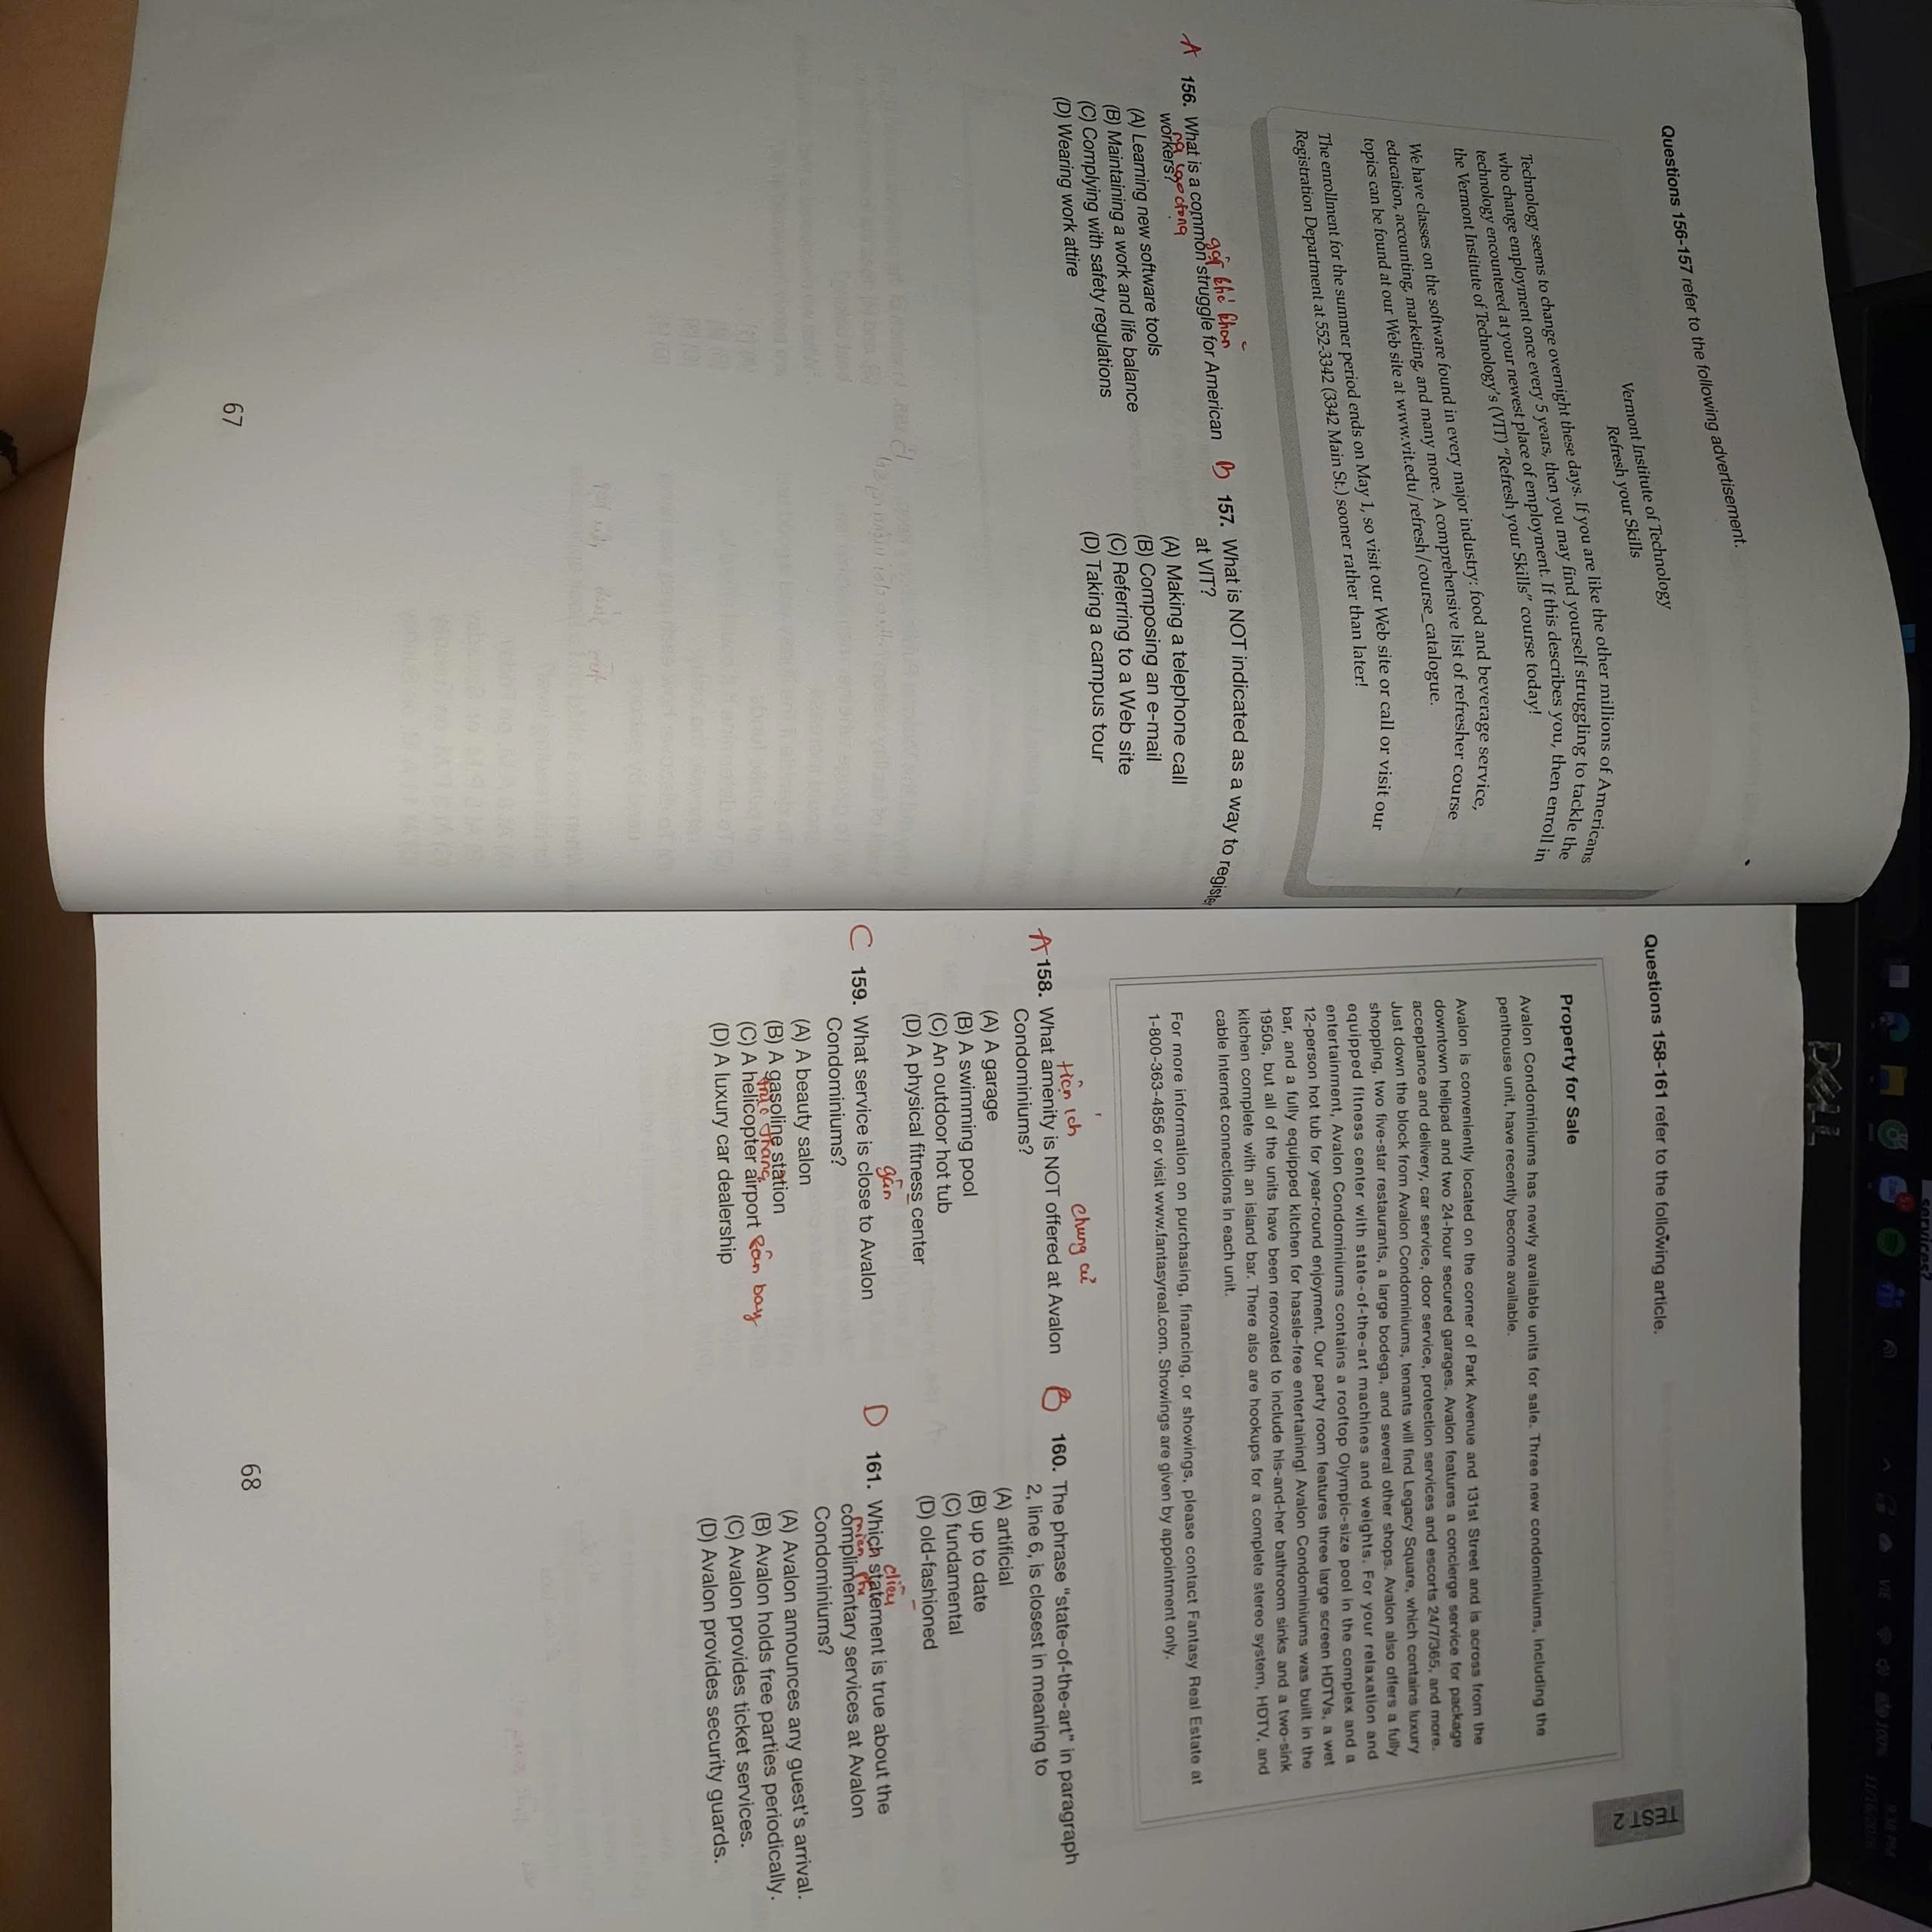 Questions 156-157 refer to the following advertisement.
Vermont Institute of Technology
Refresh your Skills
Technology seems to change overnight these days. If you are like the other millions of Americans
who change employment once every 5 years, then you may find yourself struggling to tackle the
technology encountered at your newest place of employment. If this describes you, then enroll in
the Vermont Institute of Technology's (VIT) "Refresh your Skills" course today!
We have classes on the software found in every major industry: food and beverage service,
education, accounting, marketing, and many more. A comprehensive list of refresher course
topics can be found at our Web site at www.vit.edu/refresh/course_catalogue.
The enrollment for the summer period ends on May 1, so visit our Web site or call or visit our
Registration Department at 552-3342 (3342 Main St.) sooner rather than later!
gặp khó khăn
A 156. What is a common struggle for American
workers?
(A) Learning new software tools
(B) Maintaining a work and life balance
(C) Complying with safety regulations
(D) Wearing work attire
B 157. What is NOT indicated as a way to register
at VIT?
(A) Making a telephone call
(B) Composing an e-mail
(C) Referring to a Web site
(D) Taking a campus tour
67
TEST 2
Questions 158-161 refer to the following article.
Property for Sale
Avalon Condominiums has newly available units for sale. Three new condominiums, including the
penthouse unit, have recently become available.
Avalon is conveniently located on the corner of Park Avenue and 131st Street and is across from the
downtown helipad and two 24-hour secured garages. Avalon features a concierge service for package
acceptance and delivery, car service, door service, protection services and escorts 24/7/365, and more.
Just down the block from Avalon Condominiums, tenants will find Legacy Square, which contains luxury
shopping, two five-star restaurants, a large bodega, and several other shops. Avalon also offers a fully
equipped fitness center with state-of-the-art machines and weights. For your relaxation and
entertainment, Avalon Condominiums contains a rooftop Olympic-size pool in the complex and a
12-person hot tub for year-round enjoyment. Our party room features three large screen HDTVs, a wet
bar, and a fully equipped kitchen for hassle-free entertaining! Avalon Condominiums was built in the
1950s, but all of the units have been renovated to include his-and-her bathroom sinks and a two-sink
kitchen complete with an island bar. There also are hookups for a complete stereo system, HDTV, and
cable Internet connections in each unit.
For more information on purchasing, financing, or showings, please contact Fantasy Real Estate at
1-800-363-4856 or visit www.fantasyreal.com. Showings are given by appointment only.
tiện ích chung cư
A 158. What amenity is NOT offered at Avalon
Condominiums?
(A) A garage
(B) A swimming pool
(C) An outdoor hot tub
(D) A physical fitness center
gần
C 159. What service is close to Avalon
Condominiums?
(A) A beauty salon
(B) A gasoline station
(C) A helicopter airport sân bay
(D) A luxury car dealership
B 160. The phrase "state-of-the-art" in paragraph
2, line 6, is closest in meaning to
(A) artificial
(B) up to date
(C) fundamental
(D) old-fashioned
D 161. Which statement is true about the
miễn phí
complimentary services at Avalon
Condominiums?
(A) Avalon announces any guest's arrival.
(B) Avalon holds free parties periodically.
(C) Avalon provides ticket services.
(D) Avalon provides security guards.
68
DELL